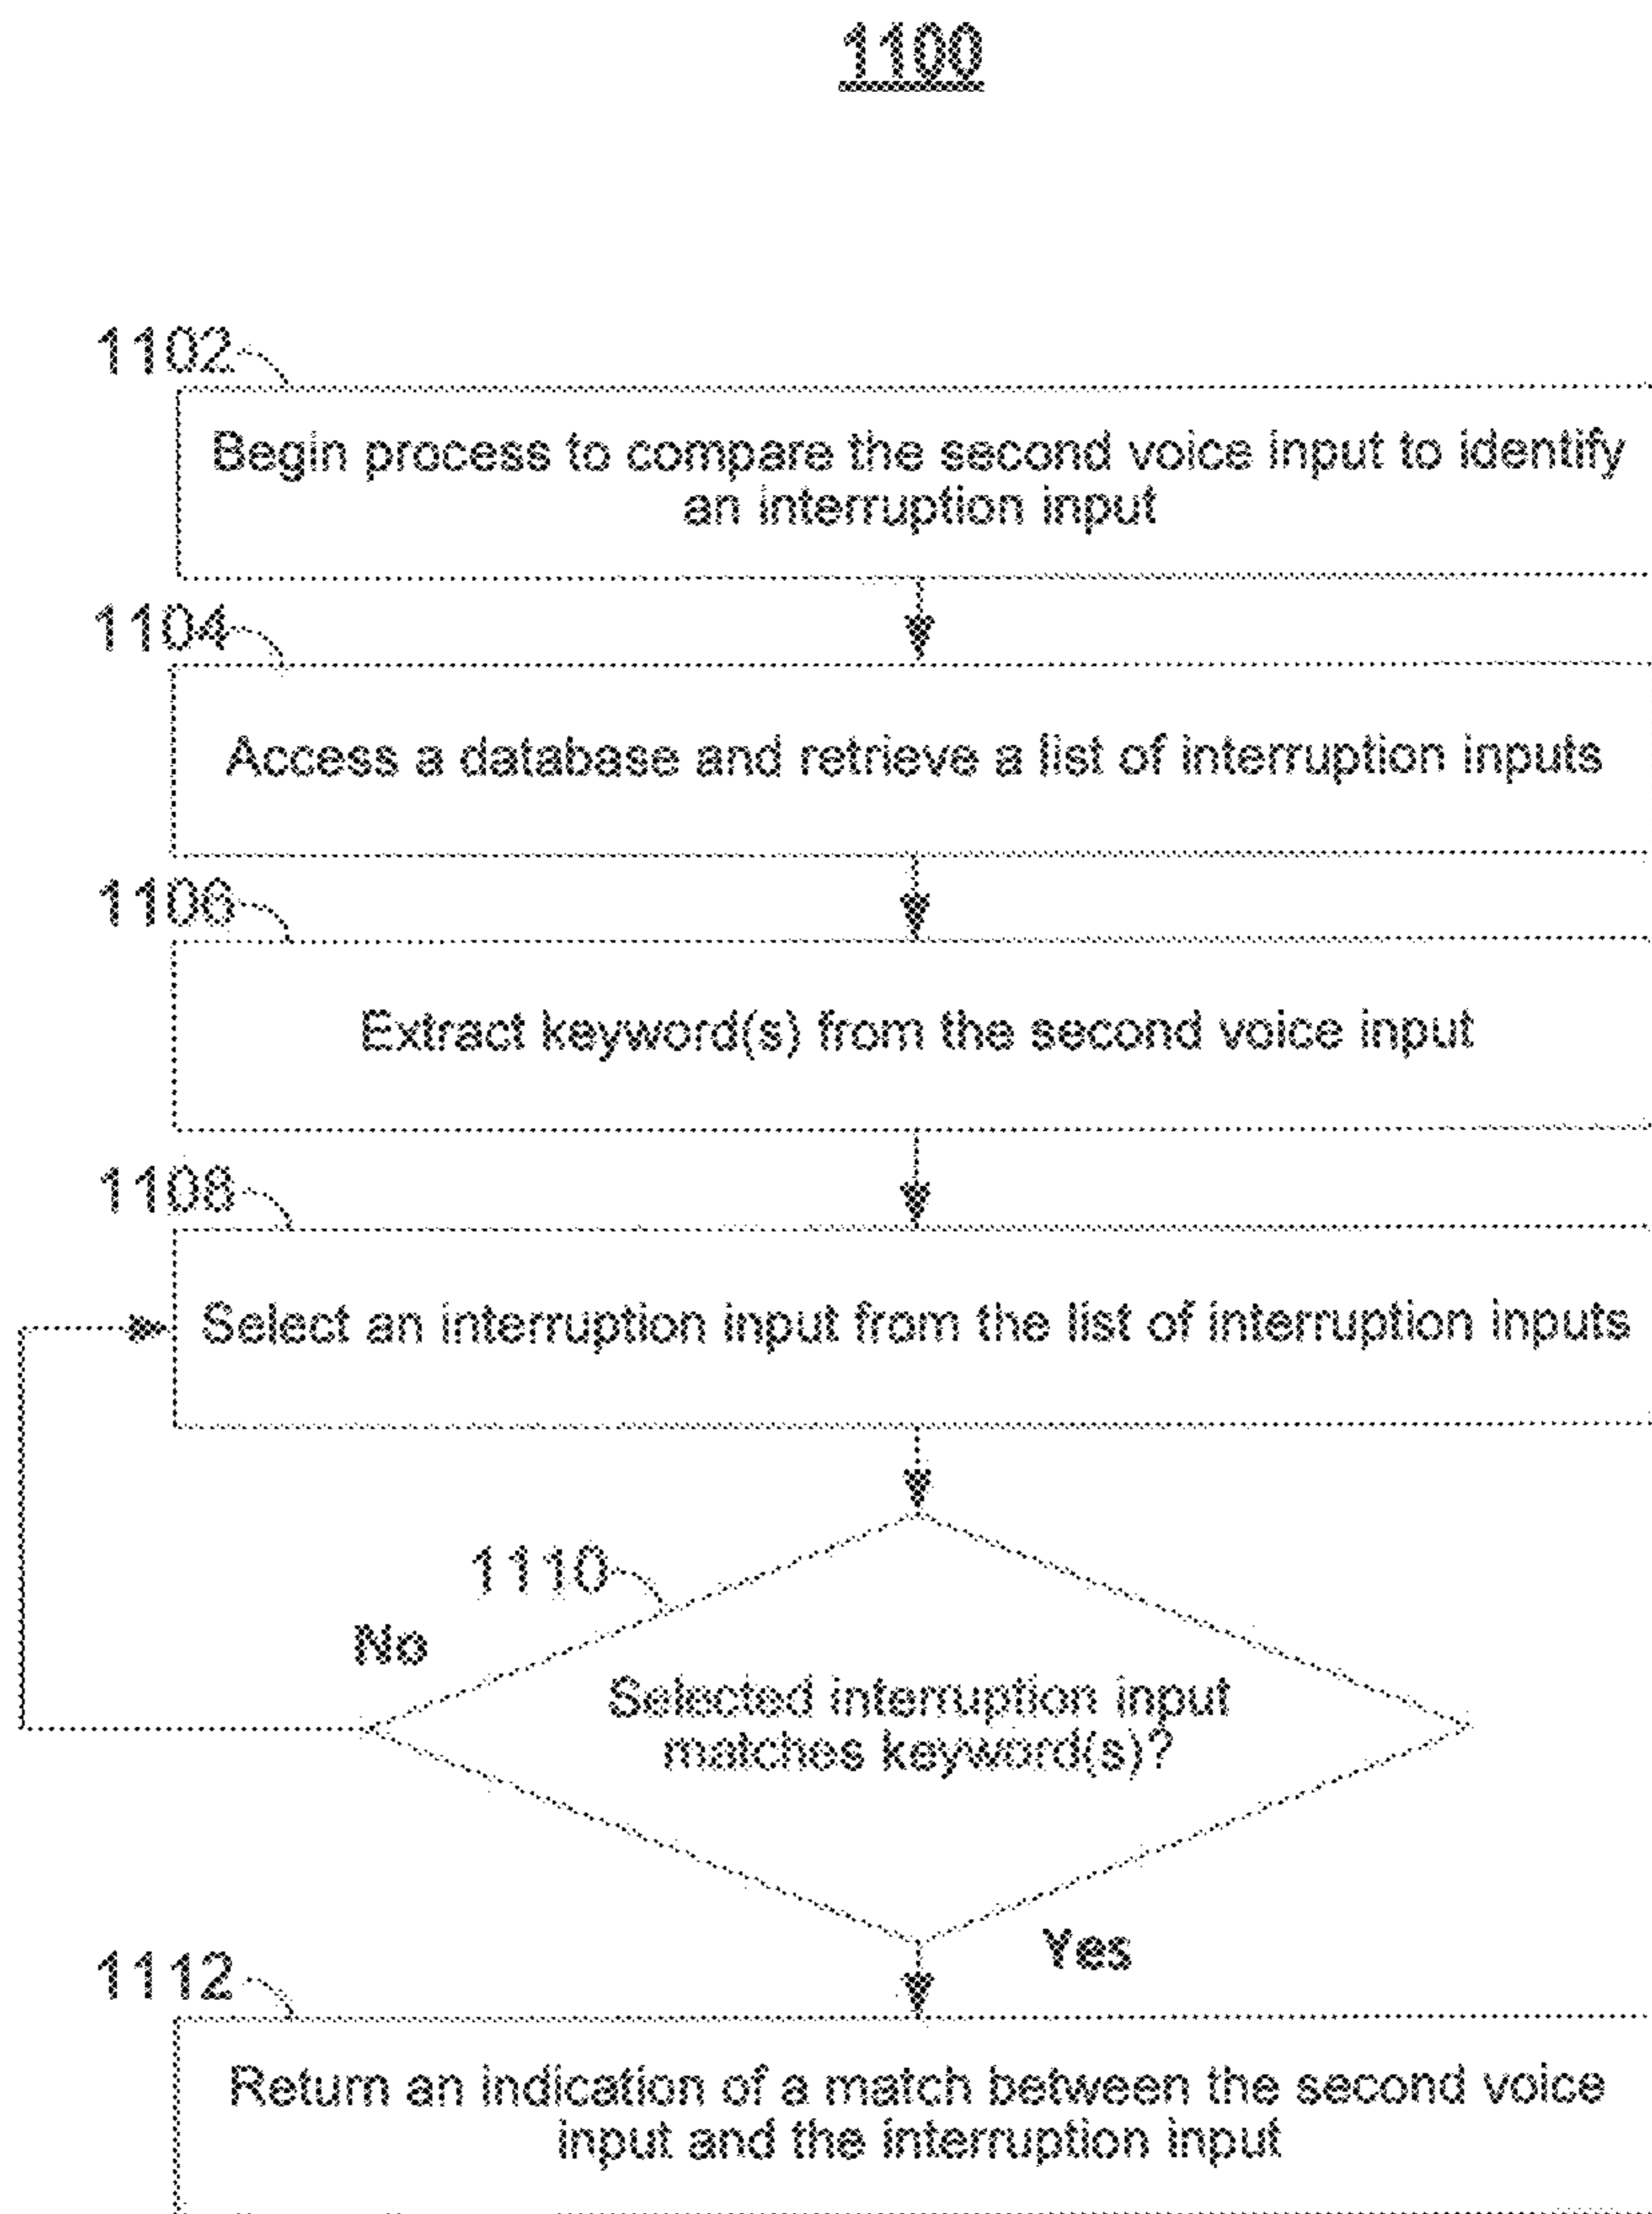 1100
1102
Begin process to compare the second voice input to identify
an interruption input
1104
Access a database and retrieve a list of interruption inputs
1106
Extract keyword(s) from the second voice input
1108
Select an interruption input from the list of interruption inputs
1110
No
Selected interruption input
matches keyword(s)?
Yes
1112
Return an indication of a match between the second voice
input and the interruption input